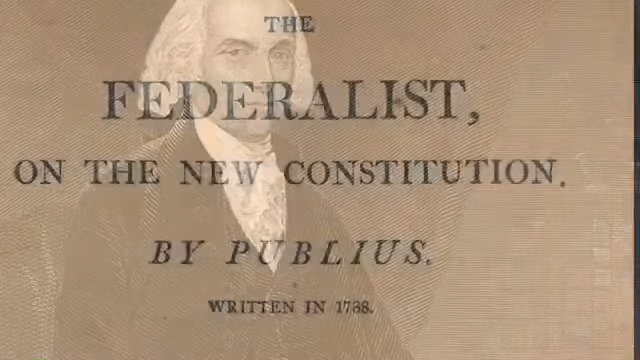 THE
FEDERALIST,
ON THE NEW CONSTITUTION.
BY PUBLIUS.
WRITTEN IN 1788.